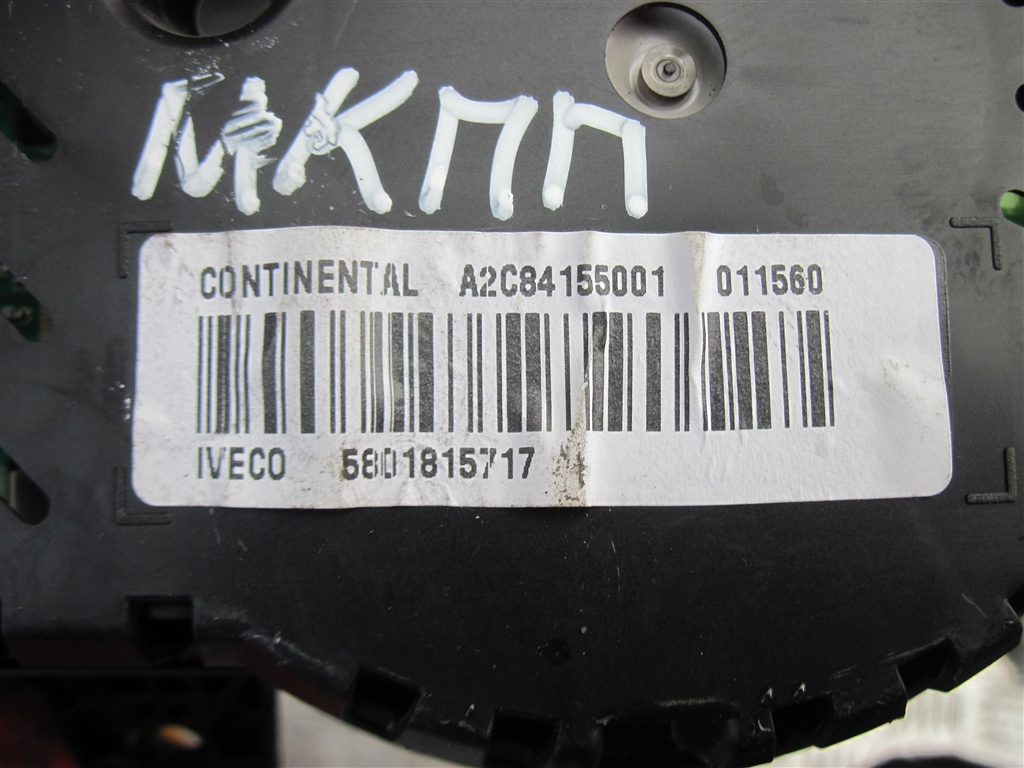 МКПП
CONTINENTAL A2C84155001 011560
IVECO 5801815717